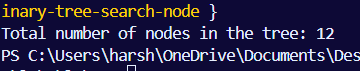 inary-tree-search-node }
Total number of nodes in the tree: 12
PS C:\Users\harsh\OneDrive\Documents\Des